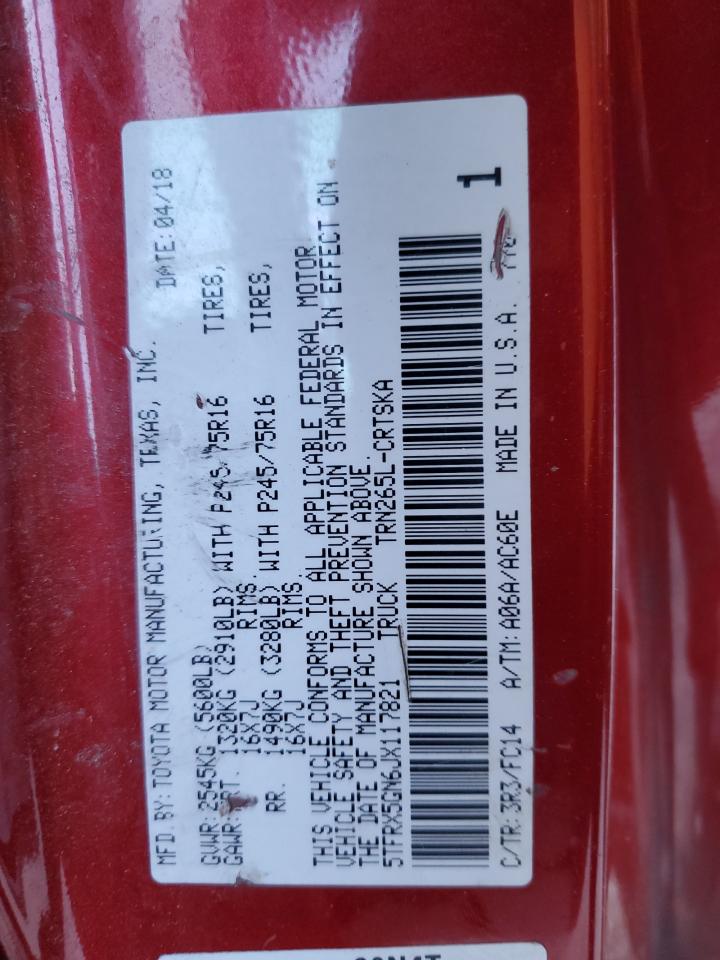 MFD. BY: TOYOTA MOTOR MANUFACTURING, TEXAS, INC. DATE: 04/18
GVWR: 2545KG (5600LB)
GAWR: FRT. 1320KG (2910LB) WITH P245/75R16 TIRES,
16X7J RIMS.
RR. 1490KG (3280LB) WITH P245/75R16 TIRES,
16X7J RIMS
THIS VEHICLE CONFORMS TO ALL APPLICABLE FEDERAL MOTOR
VEHICLE SAFETY AND THEFT PREVENTION STANDARDS IN EFFECT ON
THE DATE OF MANUFACTURE SHOWN ABOVE.
5TFRX5GN6JX117821 TRUCK TRN265L-CRTSKA
1
C/TR: 3R3/FC14 A/TM: A06A/AC60E MADE IN U.S.A.